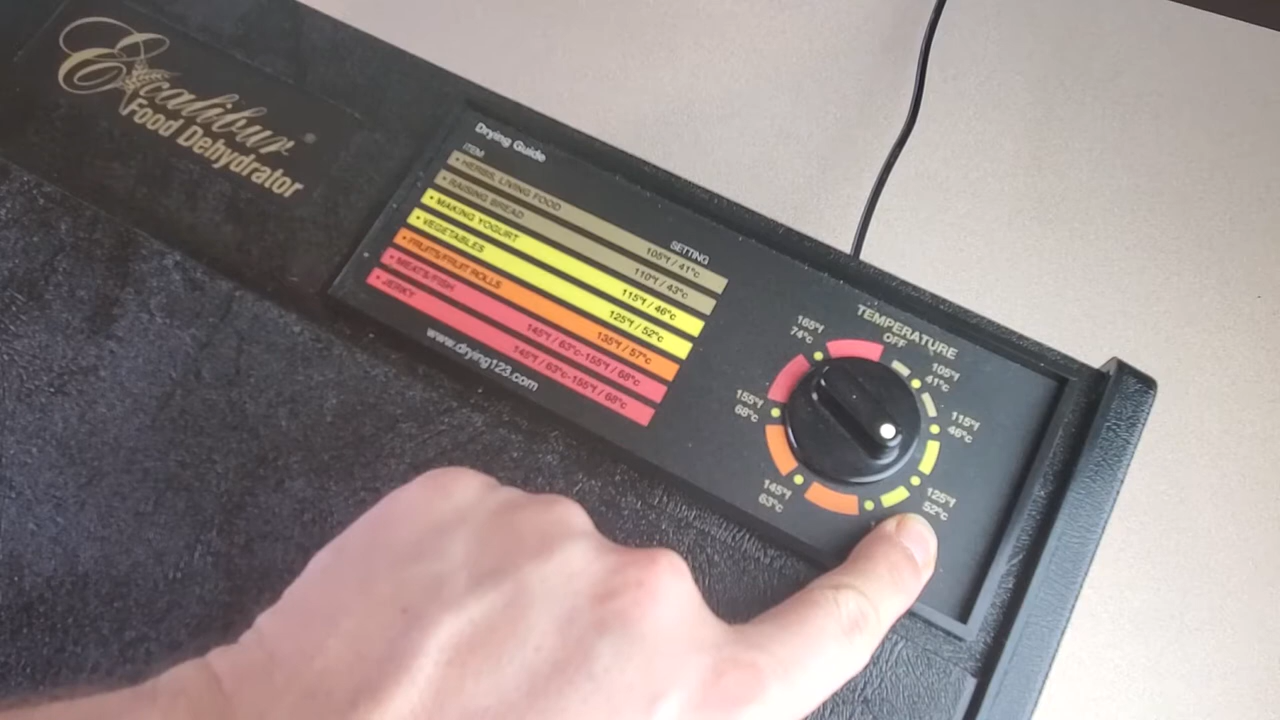 Excalibur®
Food Dehydrator
Drying Guide
ITEM SETTING
• HERBS, LIVING FOOD 105°f / 41°c
• RAISING BREAD 110°f / 43°c
• MAKING YOGURT 115°f / 46°c
• VEGETABLES 125°f / 52°c
• FRUITS/FRUIT ROLLS 135°f / 57°c
• MEATS/FISH 145°f / 63°c-155°f / 68°c
• JERKY 145°f / 63°c-155°f / 68°c
www.drying123.com
TEMPERATURE
OFF
105°f
41°c
115°f
46°c
125°f
52°c
145°f
63°c
155°f
68°c
165°f
74°c